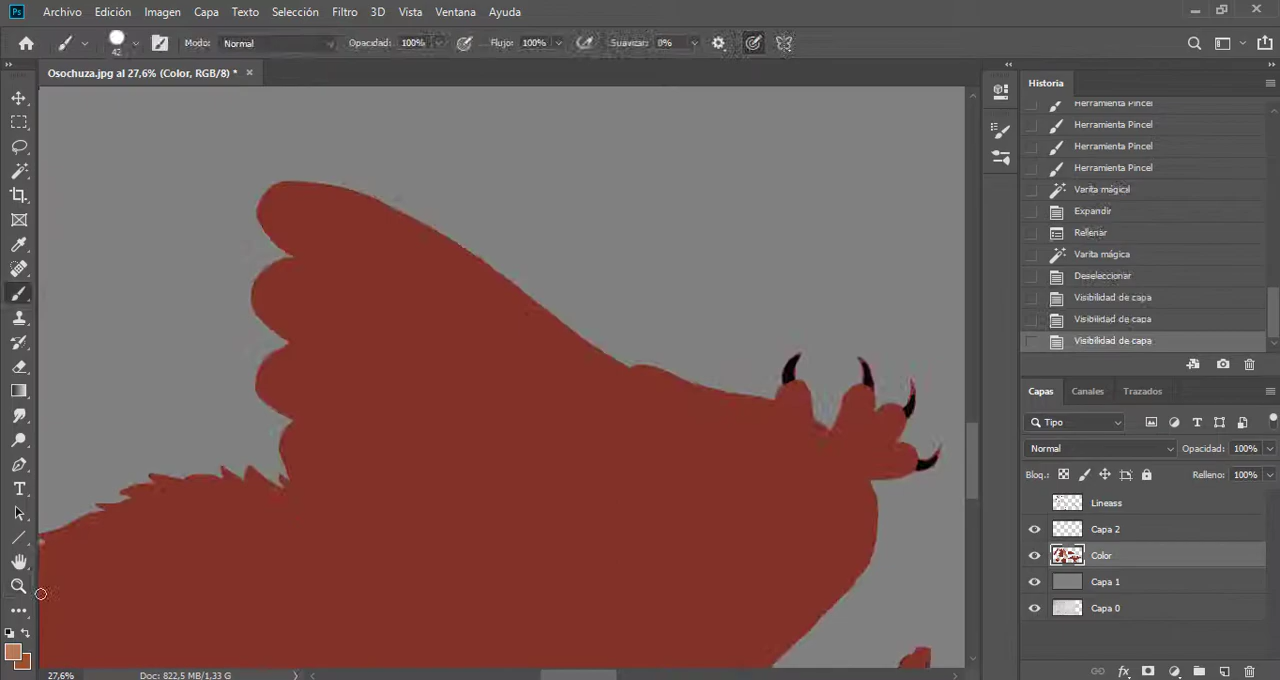 Ps Archivo Edición Imagen Capa Texto Selección Filtro 3D Vista Ventana Ayuda
42 Modo: Normal Opacidad: 100% Flujo: 100% Suavizar: 0%
Osochuza.jpg al 27,6% (Color, RGB/8) * ×
Historia
Herramienta Pincel
Herramienta Pincel
Herramienta Pincel
Herramienta Pincel
Varita mágica
Expandir
Rellenar
Varita mágica
Deseleccionar
Visibilidad de capa
Visibilidad de capa
Visibilidad de capa
Capas Canales Trazados
Tipo
Normal Opacidad: 100%
Bloq.: Relleno: 100%
Lineass
Capa 2
Color
Capa 1
Capa 0
27,6% Doc: 822,5 MB/1,33 G